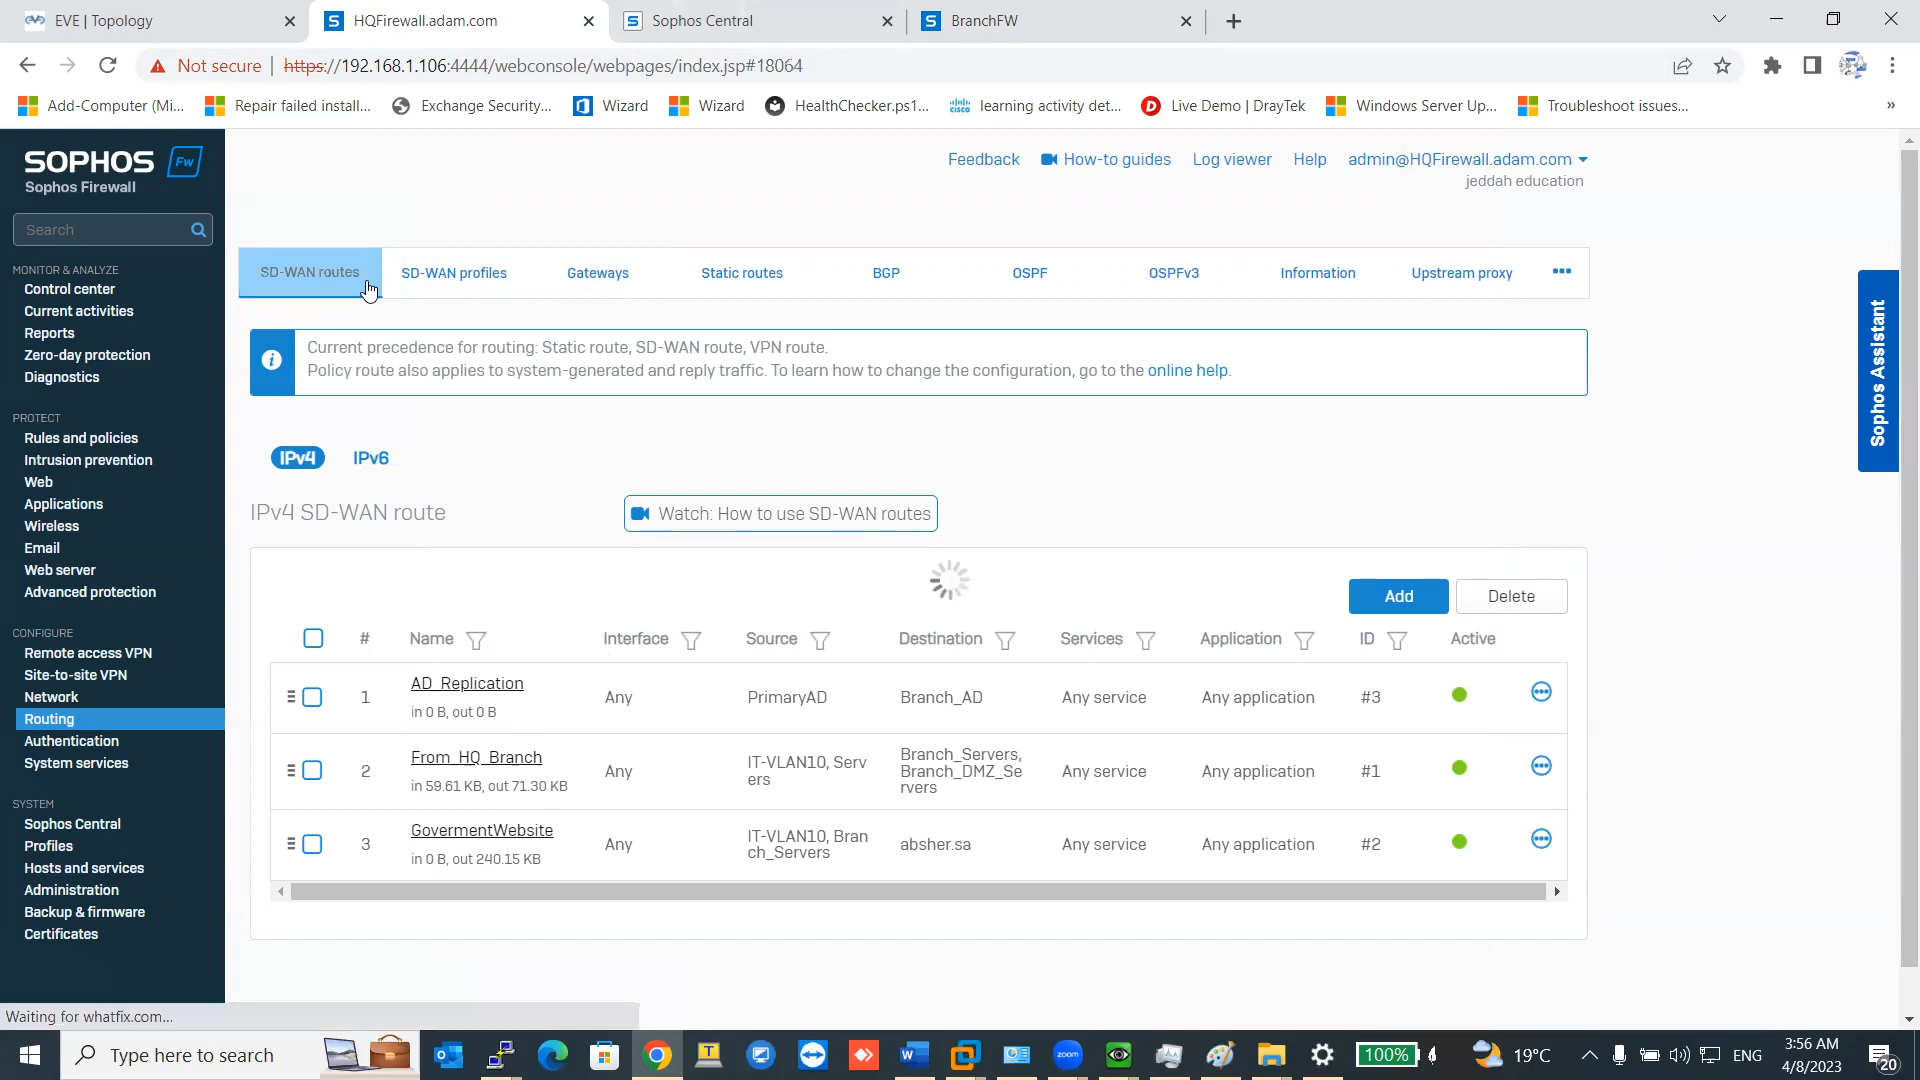 EVE | Topology
HQFirewall.adam.com
Sophos Central
BranchFW
Not secure
https://192.168.1.106:4444/webconsole/webpages/index.jsp#18064
Add-Computer (Mi...
Repair failed install...
Exchange Security...
Wizard
Wizard
HealthChecker.ps1...
learning activity det...
Live Demo | DrayTek
Windows Server Up...
Troubleshoot issues...
»
SOPHOS Fw
Sophos Firewall
Search
MONITOR & ANALYZE
Control center
Current activities
Reports
Zero-day protection
Diagnostics
PROTECT
Rules and policies
Intrusion prevention
Web
Applications
Wireless
Email
Web server
Advanced protection
CONFIGURE
Remote access VPN
Site-to-site VPN
Network
Routing
Authentication
System services
SYSTEM
Sophos Central
Profiles
Hosts and services
Administration
Backup & firmware
Certificates
Feedback
How-to guides
Log viewer
Help
admin@HQFirewall.adam.com
jeddah education
SD-WAN routes
SD-WAN profiles
Gateways
Static routes
BGP
OSPF
OSPFv3
Information
Upstream proxy
Current precedence for routing: Static route, SD-WAN route, VPN route.
Policy route also applies to system-generated and reply traffic. To learn how to change the configuration, go to the online help.
IPv4
IPv6
IPv4 SD-WAN route
Watch: How to use SD-WAN routes
Add
Delete
# Name Interface Source Destination Services Application ID Active
1 AD_Replication Any PrimaryAD Branch_AD Any service Any application #3
in 0 B, out 0 B
2 From_HQ_Branch Any IT-VLAN10, Serv Branch_Servers, Any service Any application #1
ers Branch_DMZ_Se
rvers
in 59.61 KB, out 71.30 KB
3 GovermentWebsite Any IT-VLAN10, Bran absher.sa Any service Any application #2
ch_Servers
in 0 B, out 240.15 KB
Sophos Assistant
Waiting for whatfix.com...
Type here to search
zoom
100%
19°C
ENG
3:56 AM
4/8/2023
20